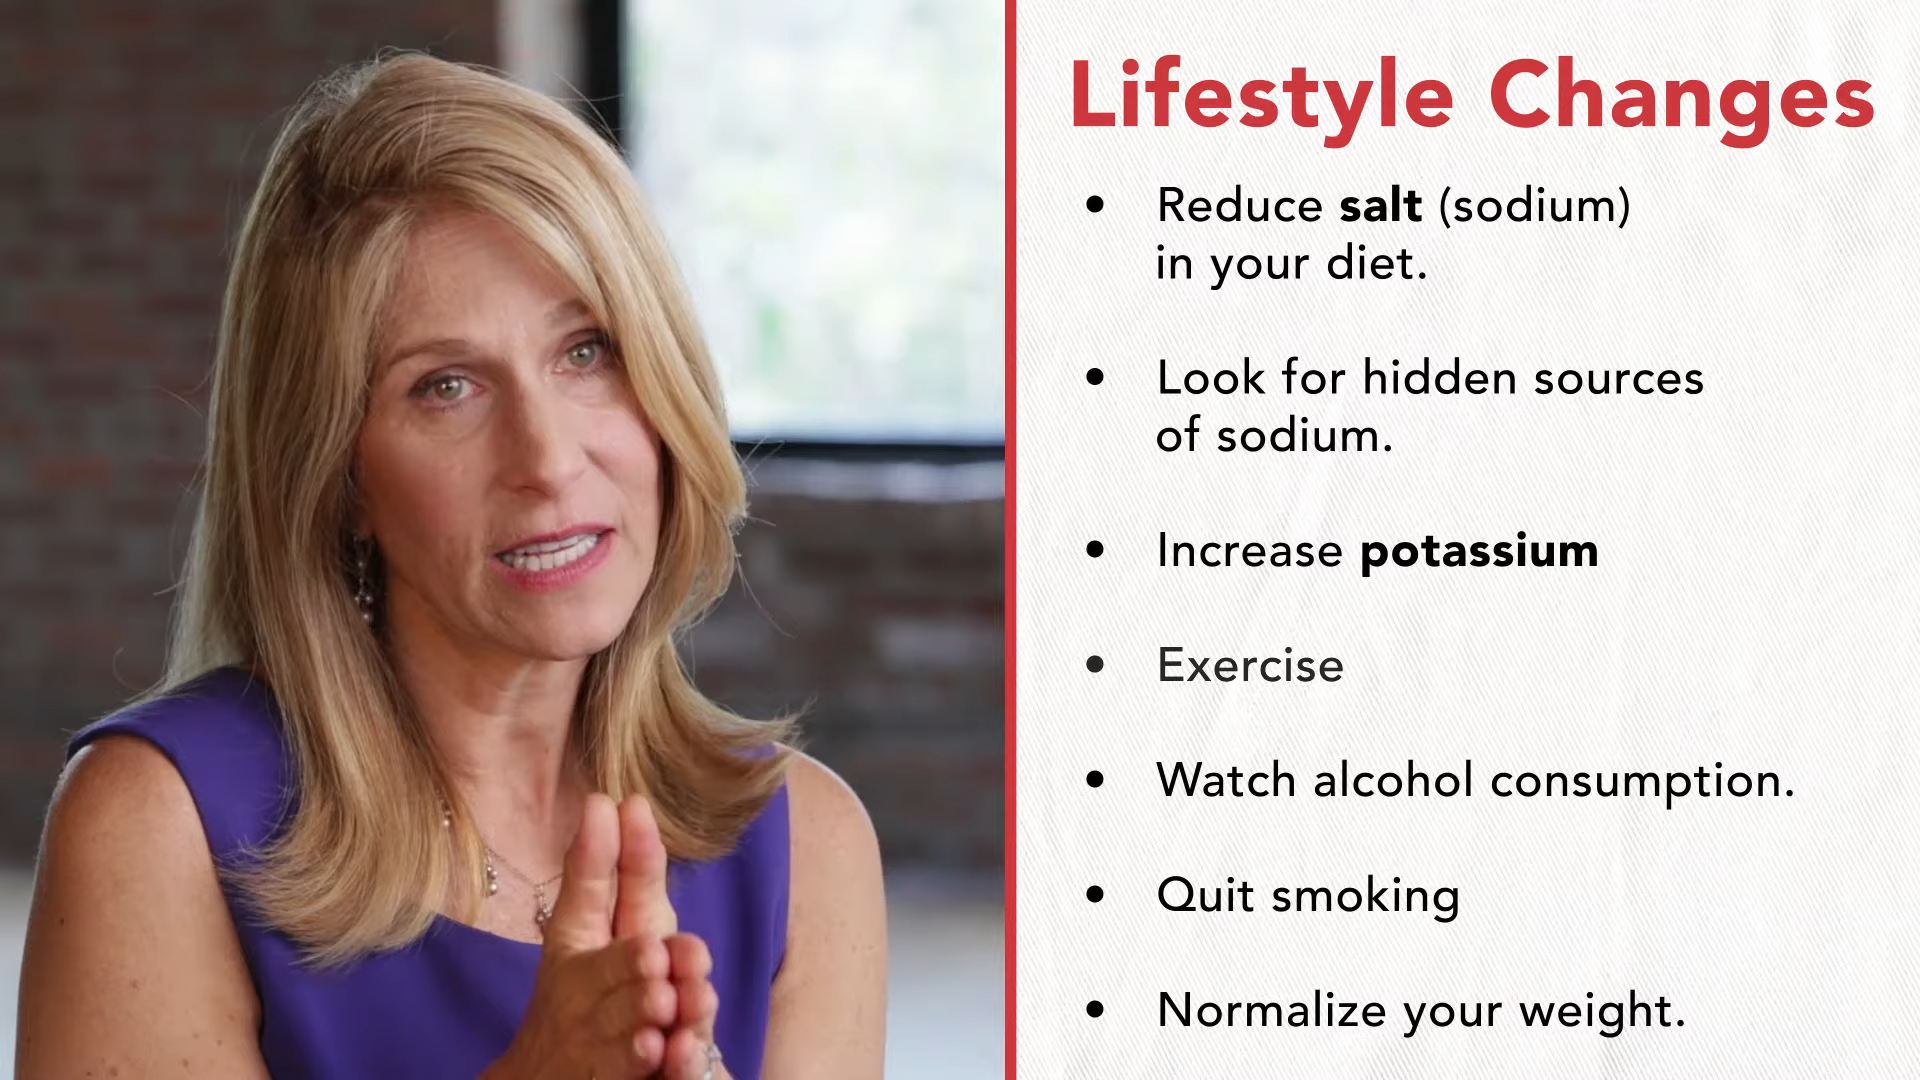 Lifestyle Changes
• Reduce salt (sodium)
in your diet.
• Look for hidden sources
of sodium.
• Increase potassium
• Exercise
• Watch alcohol consumption.
• Quit smoking
• Normalize your weight.